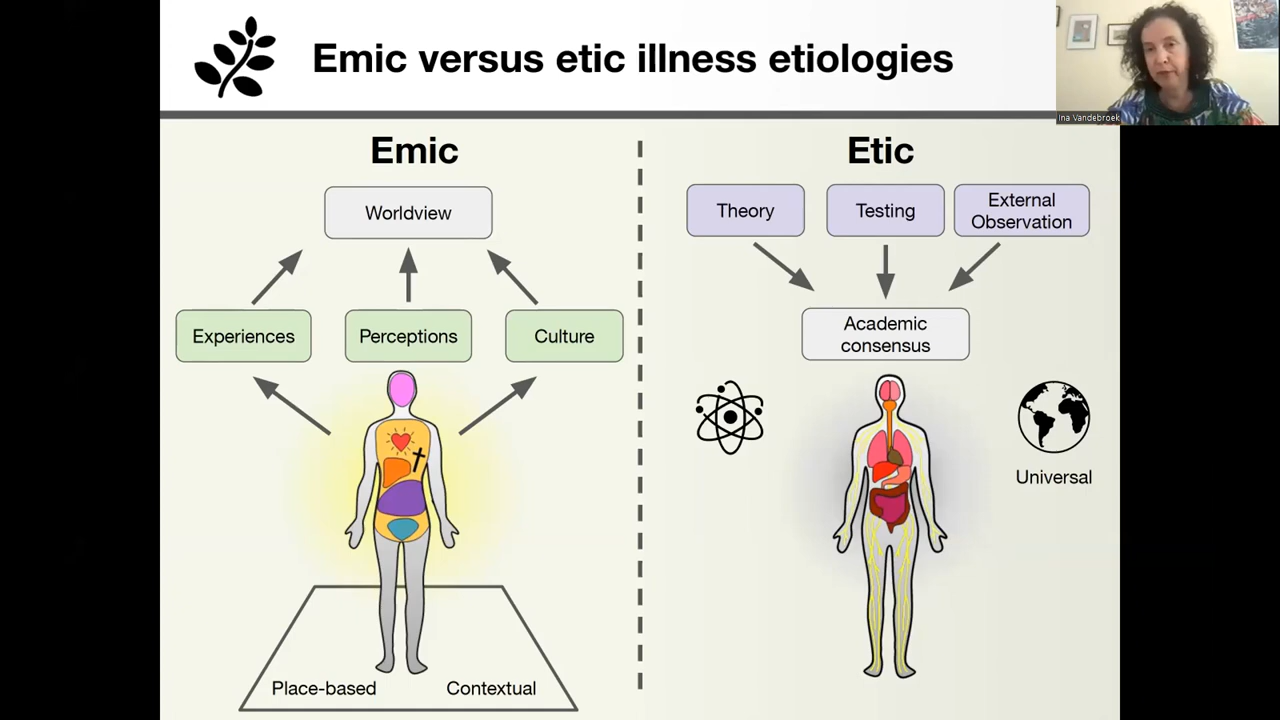 Emic versus etic illness etiologies
Ina Vandebroek
Emic
Worldview
Experiences
Perceptions
Culture
Place-based
Contextual
Etic
Theory
Testing
External
Observation
Academic
consensus
Universal